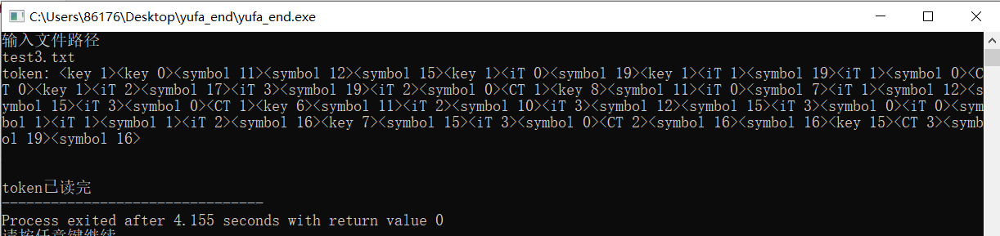 C:\Users\86176\Desktop\yufa_end\yufa_end.exe
输入文件路径
test3.txt
token: <key 1><key 0><symbol 11><symbol 12><symbol 15><key 1><iT 0><symbol 19><key 1><iT 1><symbol 19><iT 1><symbol 0><C
T 0><key 1><iT 2><symbol 17><iT 3><symbol 19><iT 2><symbol 0><CT 1><key 8><symbol 11><iT 0><symbol 7><iT 1><symbol 12><s
ymbol 15><iT 3><symbol 0><CT 1><key 6><symbol 11><iT 2><symbol 10><iT 3><symbol 12><symbol 15><iT 3><symbol 0><iT 0><sym
bol 1><iT 1><symbol 1><iT 2><symbol 16><key 7><symbol 15><iT 3><symbol 0><CT 2><symbol 16><symbol 16><key 15><CT 3><symb
ol 19><symbol 16>
token已读完
--------------------------------
Process exited after 4.155 seconds with return value 0
请按任意键继续